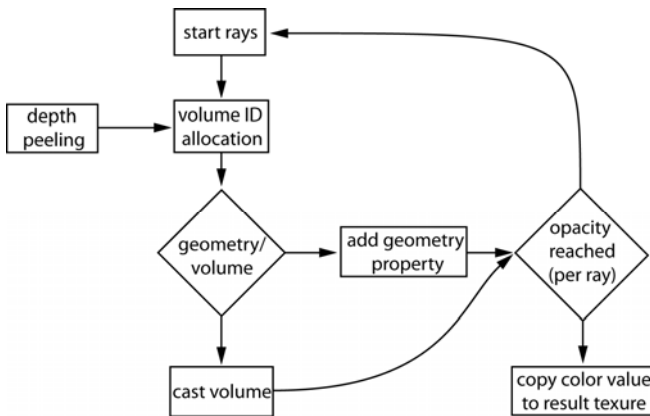 start rays
depth
peeling
volume ID
allocation
geometry/
volume
add geometry
property
opacity
reached
(per ray)
cast volume
copy color value
to result texure